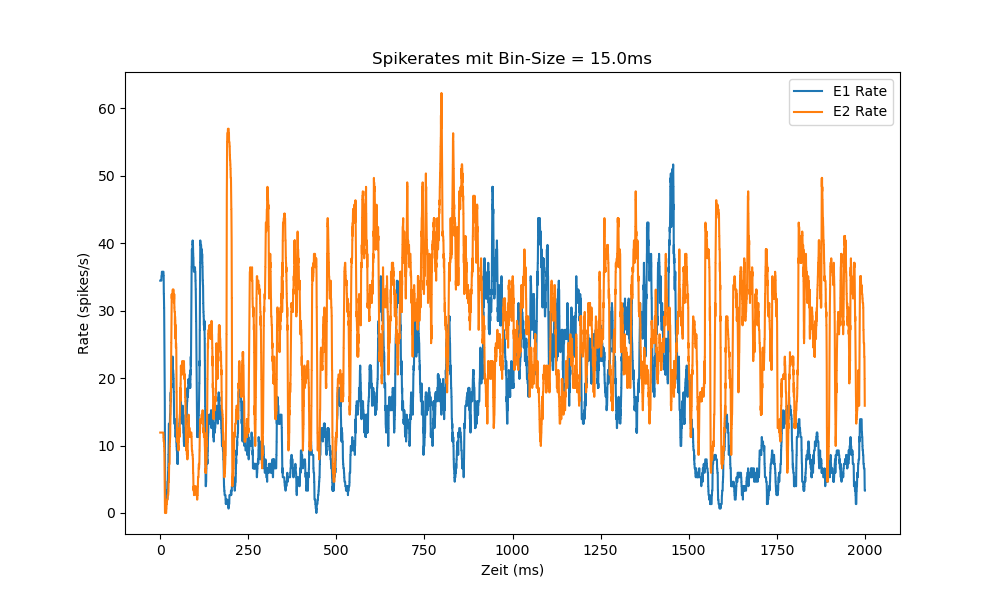 Spikerates mit Bin-Size = 15.0ms
E1 Rate
E2 Rate
Rate (spikes/s)
60
50
40
30
20
10
0
0 250 500 750 1000 1250 1500 1750 2000
Zeit (ms)